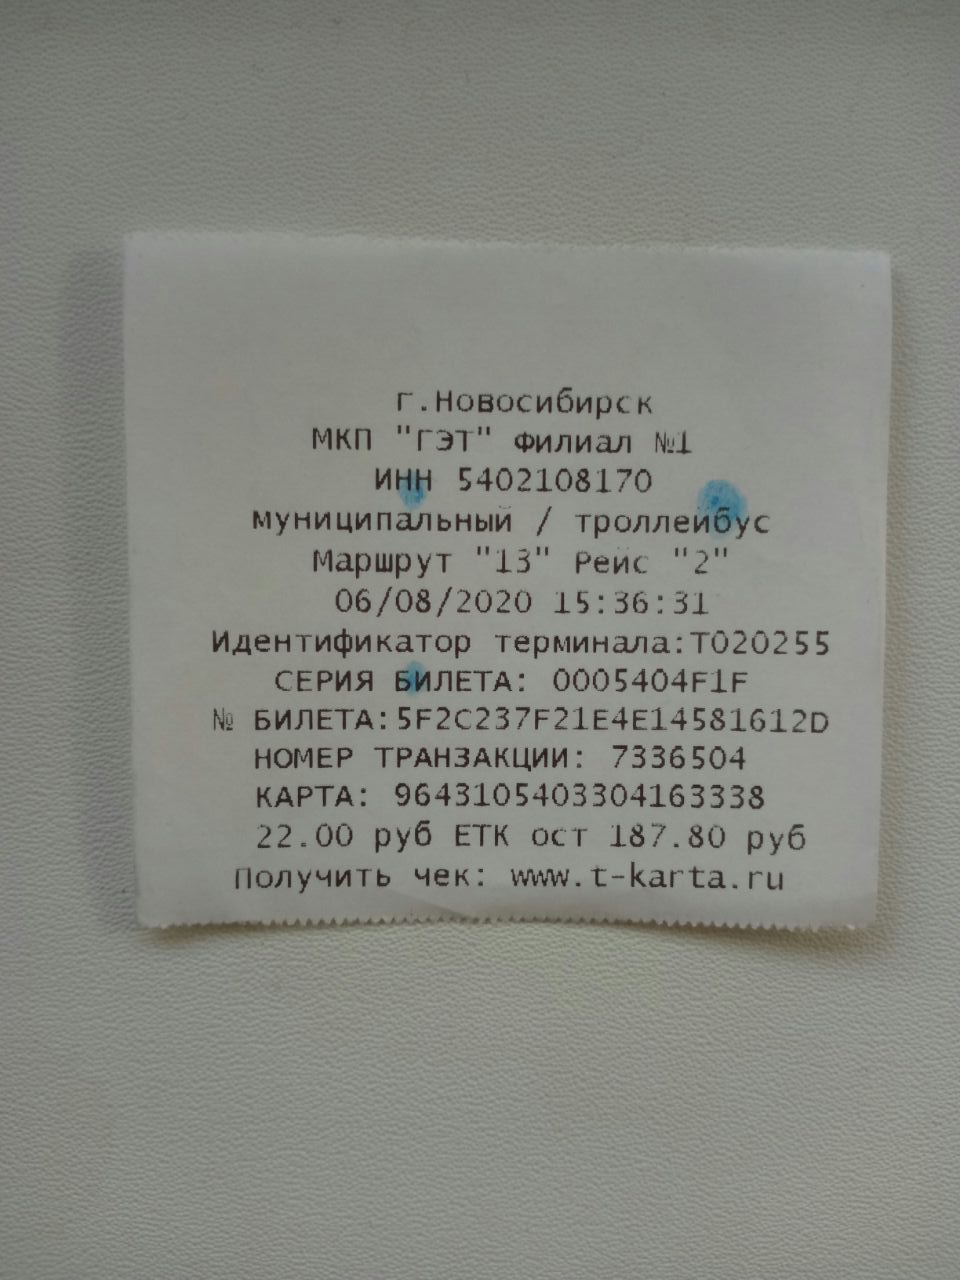 г.Новосибирск
МКП "ГЭТ" Филиал №1
ИНН 5402108170
муниципальный / троллейбус
Маршрут "13" Рейс "2"
06/08/2020 15:36:31
Идентификатор терминала:T020255
СЕРИЯ БИЛЕТА: 0005404F1F
№ БИЛЕТА:5F2C237F21E4E14581612D
НОМЕР ТРАНЗАКЦИИ: 7336504
КАРТА: 9643105403304163338
22.00 руб ЕТК ост 187.80 руб
Получить чек: www.t-karta.ru